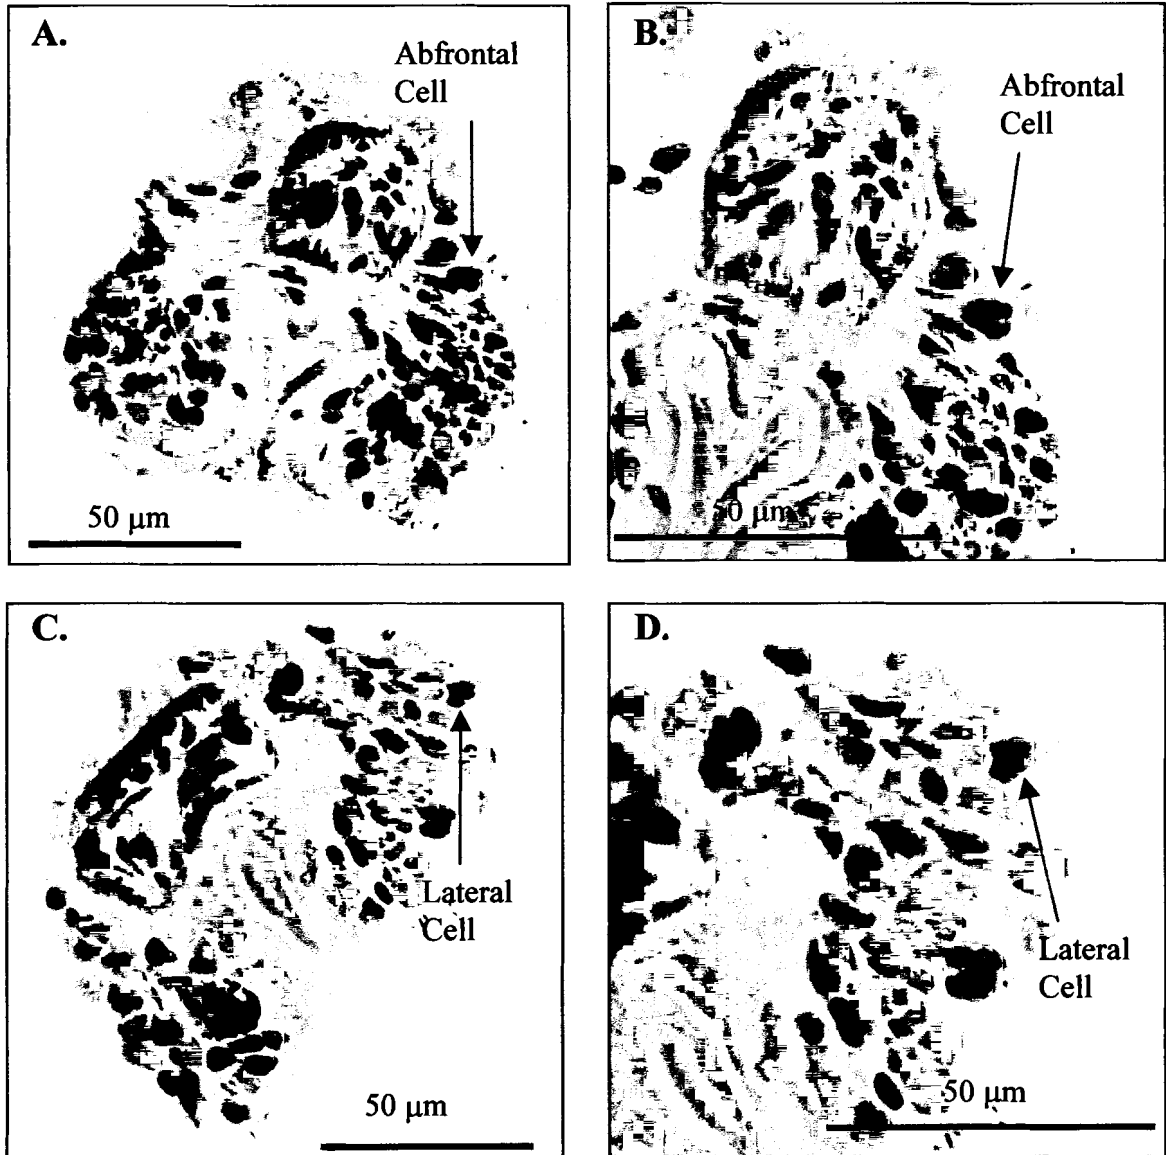 A.
Abfrontal
Cell
50 μm
B.
Abfrontal
Cell
50 μm
C.
Lateral
Cell
50 μm
D.
Lateral
Cell
50 μm